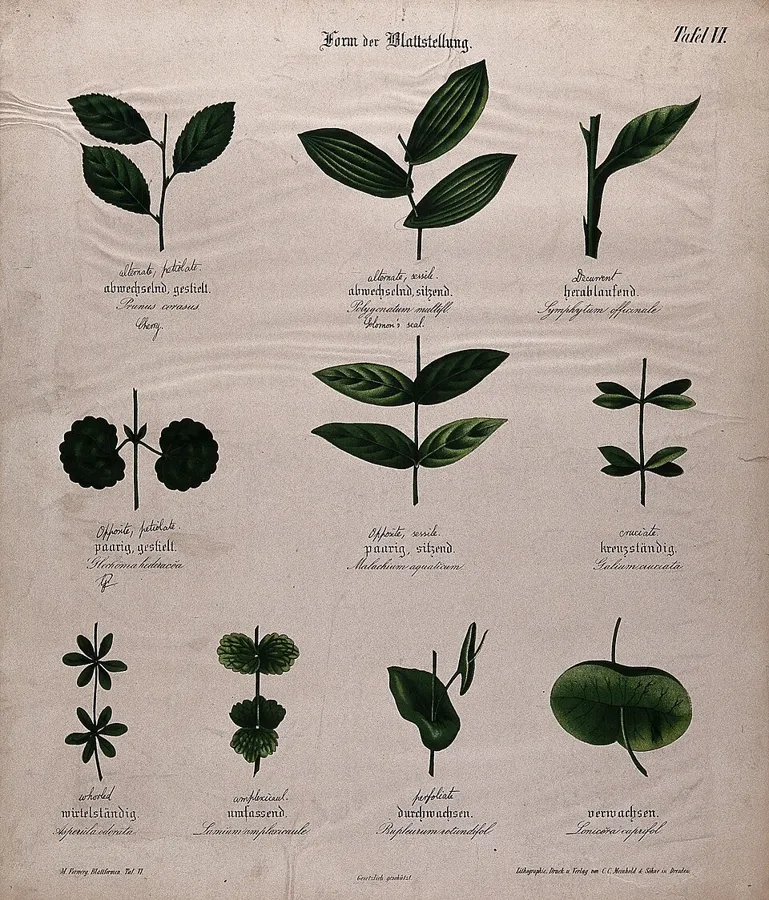 Form der Blattstellung.
Tafel VI.
alternate, petiolate.
abwechselnd, gestielt.
Prunus cerasus
Cherry.
alternate, sessile.
abwechselnd, sitzend.
Polygonatum multifl.
Solomon's seal.
Decurrent
herablaufend.
Symphytum officinale
Opposite, petiolate.
paarig, gestielt.
Glechoma hederacëa
Opposite, sessile.
paarig, sitzend.
Malachium aquaticum
cruciate.
kreuzständig.
Galium cruciata
whorled
wirtelständig.
Asperula odorata
amplexicaul.
umfassend.
Lamium amplexicaule
perfoliate
durchwachsen.
Bupleurum rotundifol
verwachsen.
Lonicëra caprifol
M. Formrg. Blattformen, Taf. VI
Gesetzlich geschützt.
Lithographie, Druck u Verlag von C.C. Meinhold & Söhne in Dresden